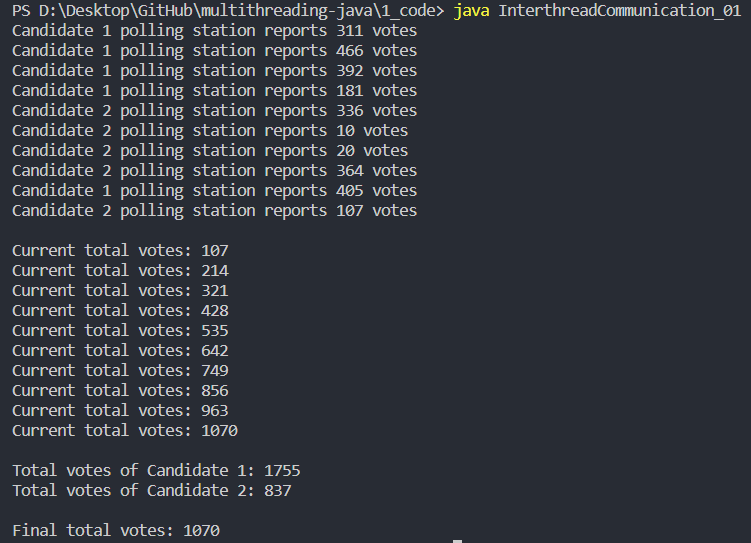 PS D:\Desktop\GitHub\multithreading-java\1_code> java InterthreadCommunication_01
Candidate 1 polling station reports 311 votes
Candidate 1 polling station reports 466 votes
Candidate 1 polling station reports 392 votes
Candidate 1 polling station reports 181 votes
Candidate 2 polling station reports 336 votes
Candidate 2 polling station reports 10 votes
Candidate 2 polling station reports 20 votes
Candidate 2 polling station reports 364 votes
Candidate 1 polling station reports 405 votes
Candidate 2 polling station reports 107 votes
Current total votes: 107
Current total votes: 214
Current total votes: 321
Current total votes: 428
Current total votes: 535
Current total votes: 642
Current total votes: 749
Current total votes: 856
Current total votes: 963
Current total votes: 1070
Total votes of Candidate 1: 1755
Total votes of Candidate 2: 837
Final total votes: 1070